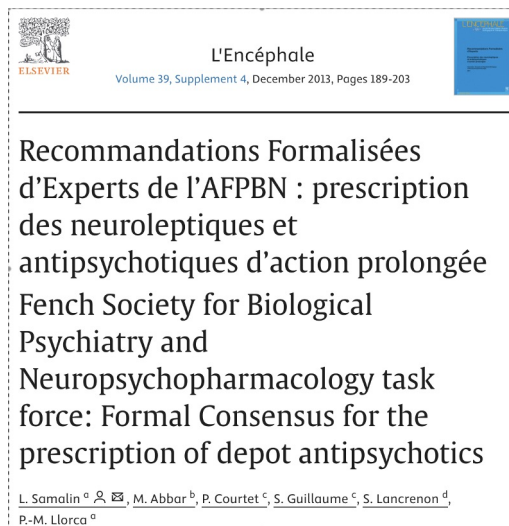 L'Encéphale
Volume 39, Supplement 4, December 2013, Pages 189-203
ELSEVIER
Recommandations Formalisées
d'Experts de l'AFPBN : prescription
des neuroleptiques et
antipsychotiques d'action prolongée
Fench Society for Biological
Psychiatry and
Neuropsychopharmacology task
force: Formal Consensus for the
prescription of depot antipsychotics
L. Samalin a, M. Abbar b, P. Courtet c, S. Guillaume c, S. Lancrenon d,
P.-M. Llorca a